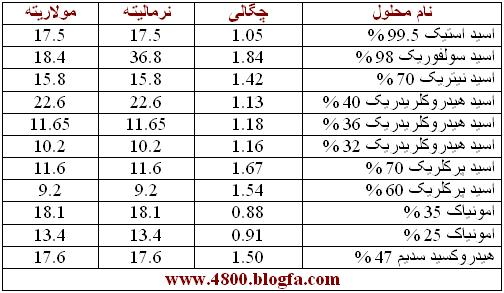 نام محلول چگالی نرمالیته مولاریته
اسید استیک 99.5 % 1.05 17.5 17.5
اسید سولفوریک 98 % 1.84 36.8 18.4
اسید نیتریک 70 % 1.42 15.8 15.8
اسید هیدروکلریدریک 40 % 1.13 22.6 22.6
اسید هیدروکلریدریک 36 % 1.18 11.65 11.65
اسید هیدروکلریدریک 32 % 1.16 10.2 10.2
اسید پرکلریک 70 % 1.67 11.6 11.6
اسید پرکلریک 60 % 1.54 9.2 9.2
آمونیاک 35 % 0.88 18.1 18.1
آمونیاک 25 % 0.91 13.4 13.4
هیدروکسید سدیم 47 % 1.50 17.6 17.6
www.4800.blogfa.com